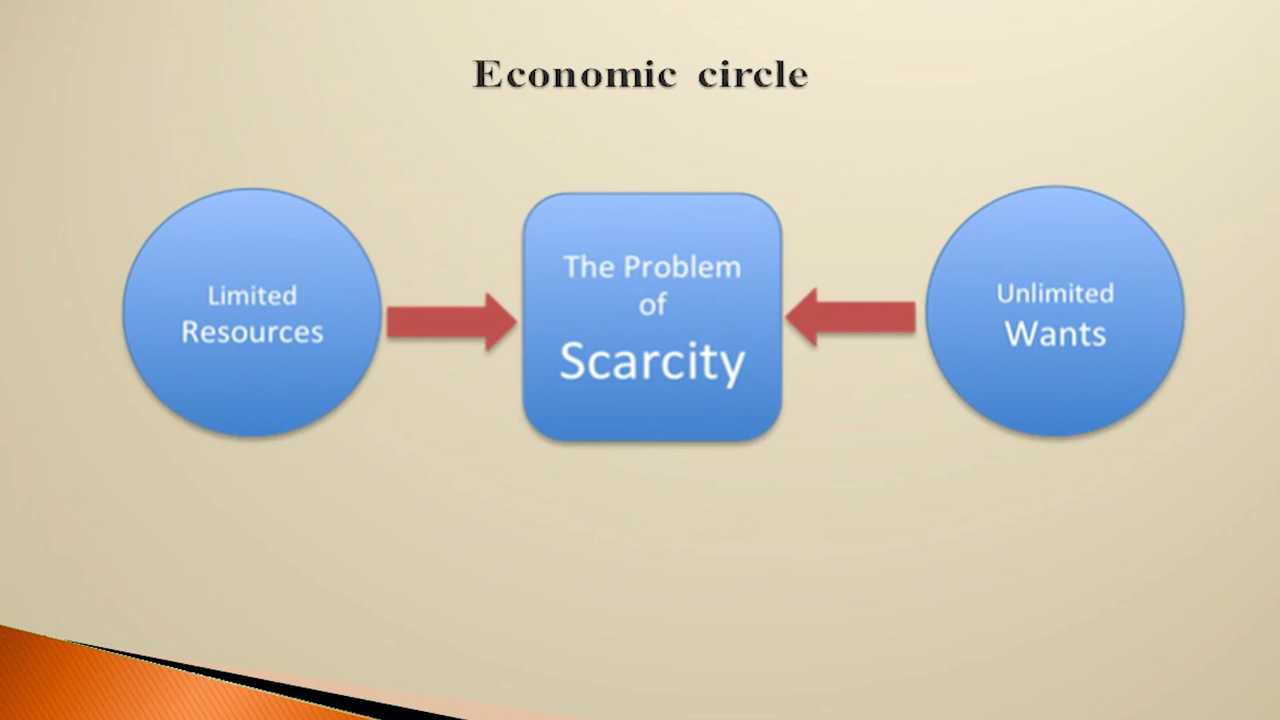 Economic circle
Limited
Resources
The Problem
of
Scarcity
Unlimited
Wants